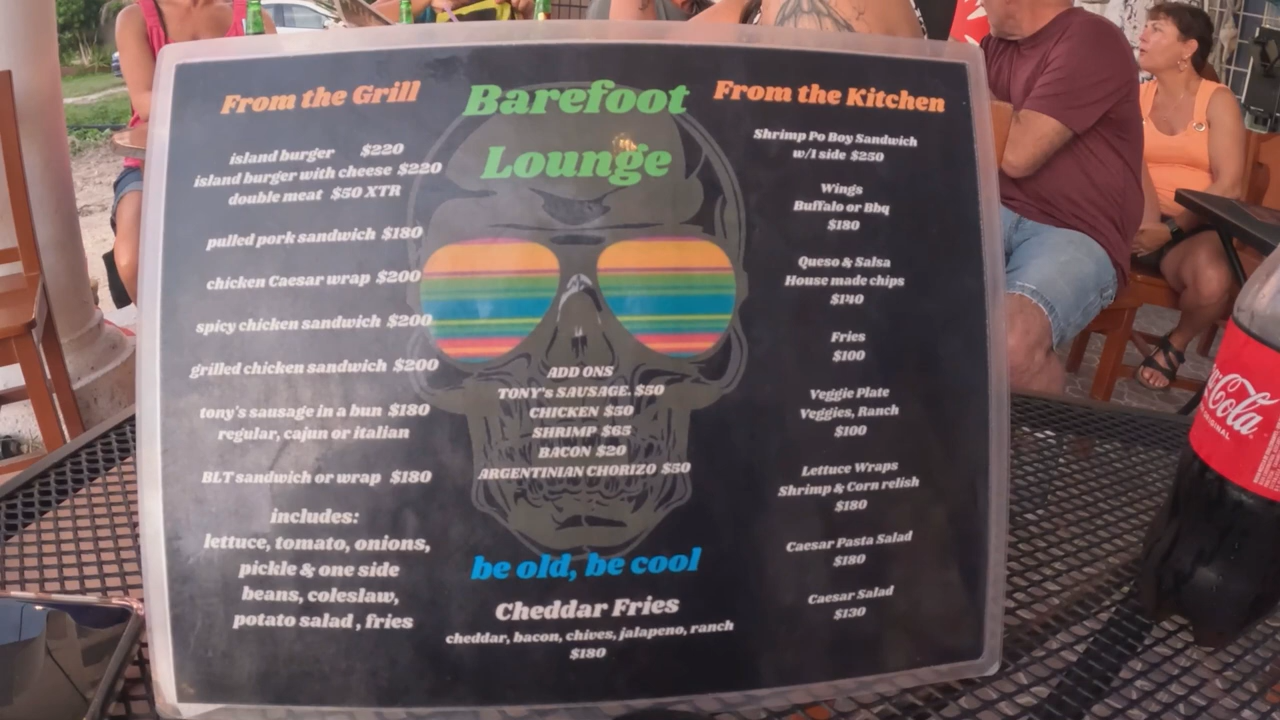 Barefoot
Lounge
From the Grill
island burger $220
island burger with cheese $220
double meat $50 XTR
pulled pork sandwich $180
chicken Caesar wrap $200
spicy chicken sandwich $200
grilled chicken sandwich $200
tony's sausage in a bun $180
regular, cajun or italian
BLT sandwich or wrap $180
includes:
lettuce, tomato, onions,
pickle & one side
beans, coleslaw,
potato salad , fries
ADD ONS
TONY's SAUSAGE. $50
CHICKEN $50
SHRIMP $65
BACON $20
ARGENTINIAN CHORIZO $50
be old, be cool
Cheddar Fries
cheddar, bacon, chives, jalapeno, ranch
$180
From the Kitchen
Shrimp Po Boy Sandwich
w/1 side $250
Wings
Buffalo or Bbq
$180
Queso & Salsa
House made chips
$140
Fries
$100
Veggie Plate
Veggies, Ranch
$100
Lettuce Wraps
Shrimp & Corn relish
$180
Caesar Pasta Salad
$180
Caesar Salad
$130
Cola
ORIGINAL